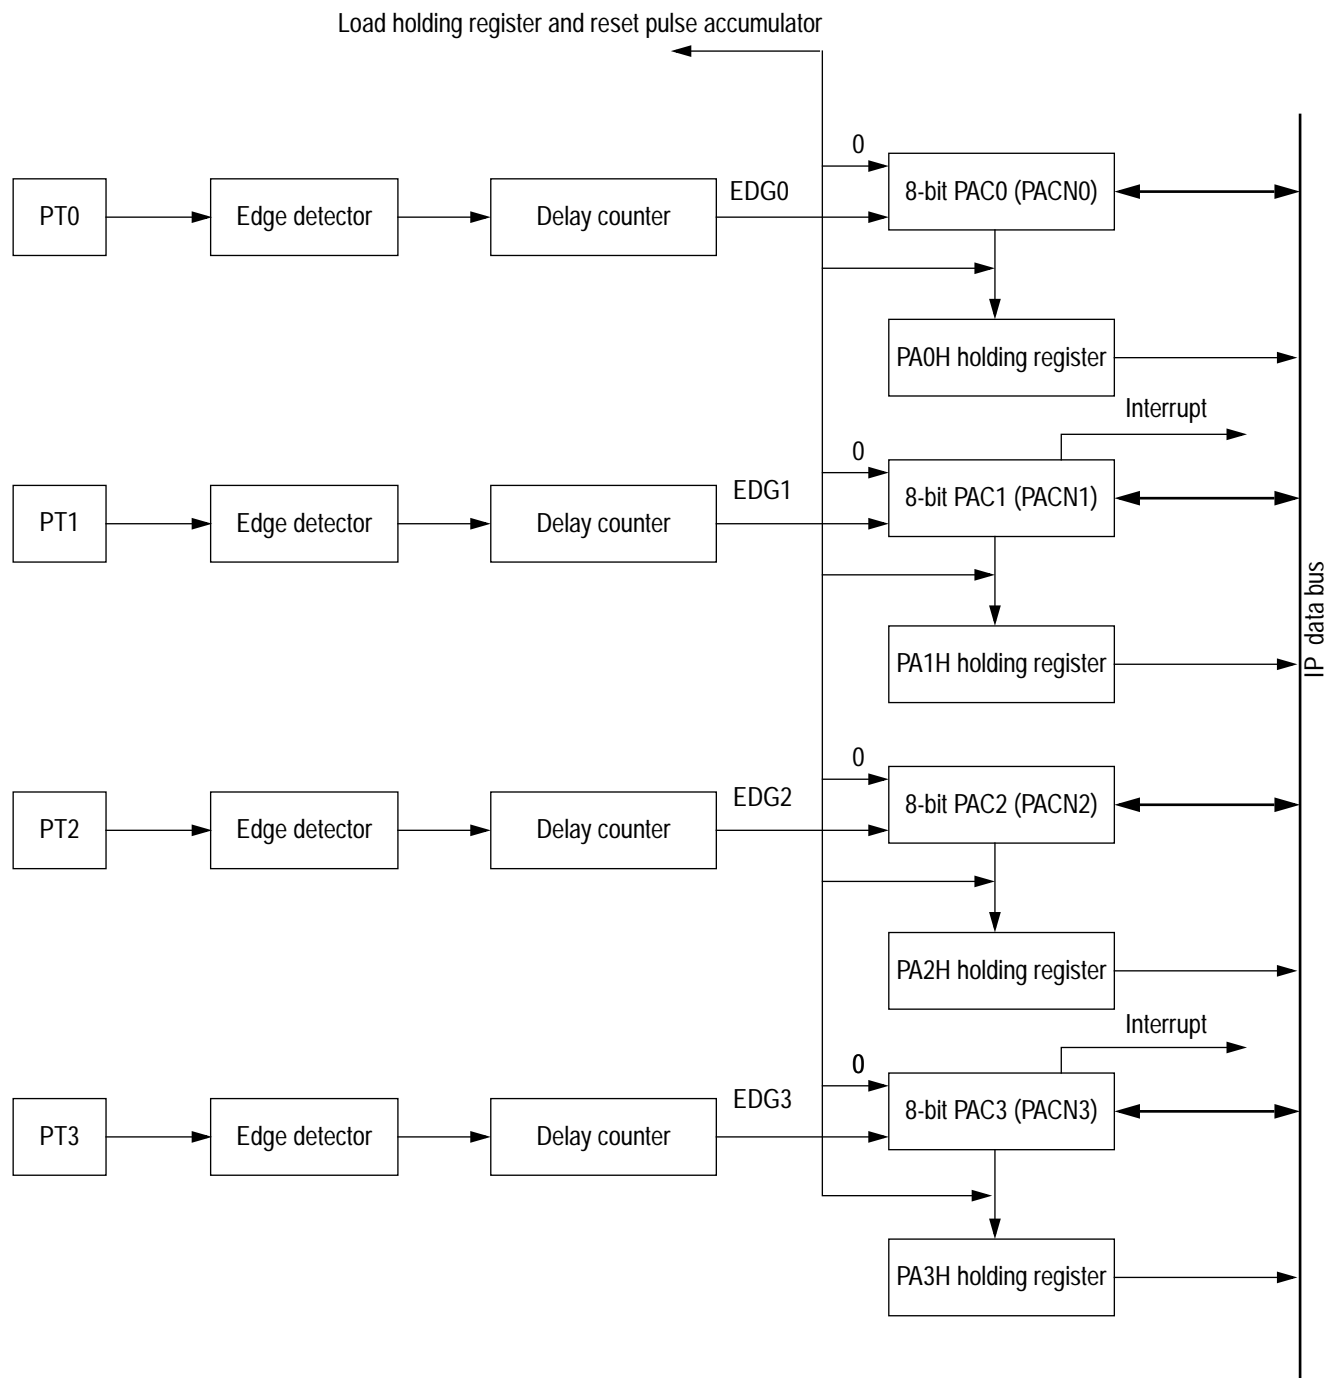 Load holding register and reset pulse accumulator
0
PT0
Edge detector
Delay counter
EDG0
8-bit PAC0 (PACN0)
PA0H holding register
Interrupt
0
PT1
Edge detector
Delay counter
EDG1
8-bit PAC1 (PACN1)
PA1H holding register
IP data bus
0
PT2
Edge detector
Delay counter
EDG2
8-bit PAC2 (PACN2)
PA2H holding register
Interrupt
0
PT3
Edge detector
Delay counter
EDG3
8-bit PAC3 (PACN3)
PA3H holding register